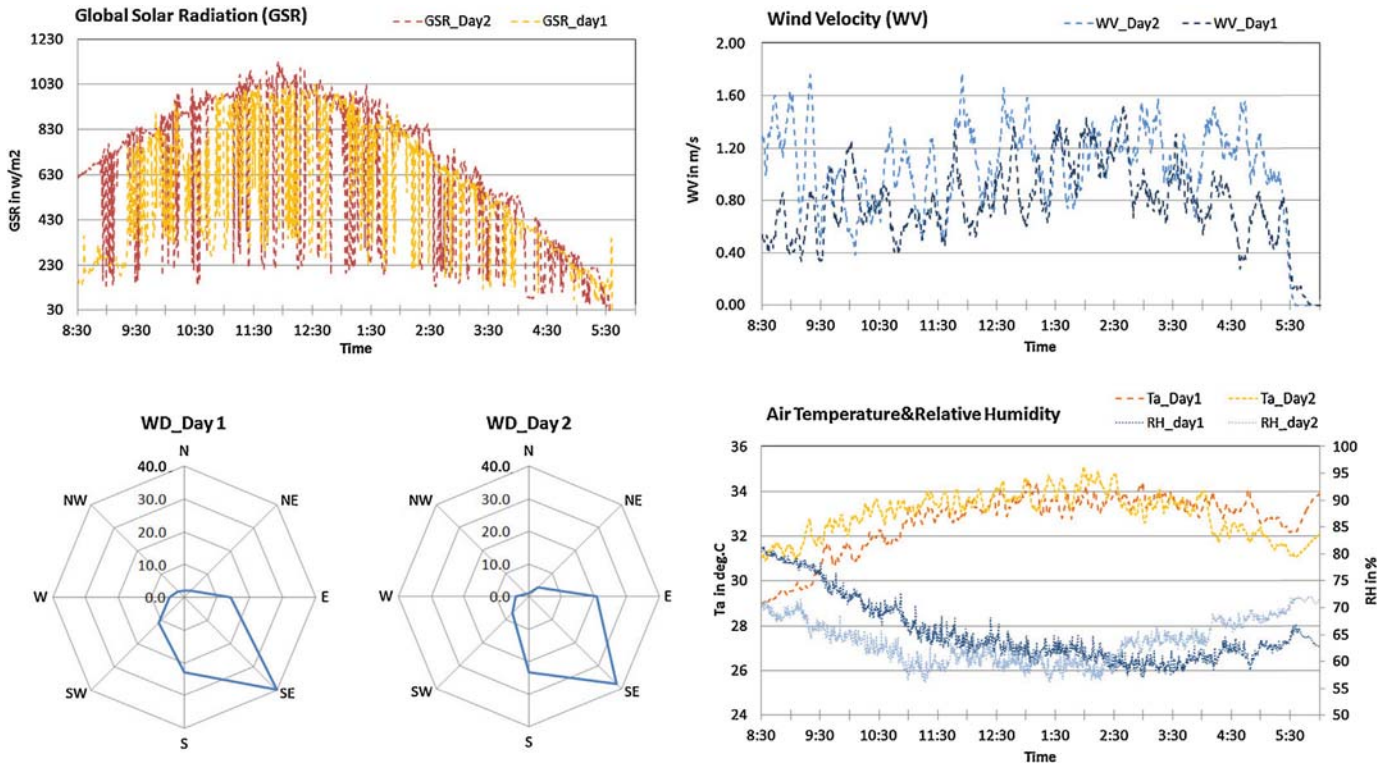 Global Solar Radiation (GSR)
GSR_Day2 GSR_day1
1230
1030
830
630
430
230
30
GSR in w/m2
8:30 9:30 10:30 11:30 12:30 1:30 2:30 3:30 4:30 5:30
Time
Wind Velocity (WV)
WV_Day2 WV_Day1
2.00
1.60
1.20
0.80
0.40
0.00
WV in m/s
8:30 9:30 10:30 11:30 12:30 1:30 2:30 3:30 4:30 5:30
Time
WD_Day 1
N
NE
E
SE
S
SW
W
NW
40.0
30.0
20.0
10.0
0.0
WD_Day 2
N
NE
E
SE
S
SW
W
NW
40.0
30.0
20.0
10.0
0.0
Air Temperature&Relative Humidity
Ta_Day1 Ta_Day2
RH_day1 RH_day2
36
34
32
30
28
26
24
Ta in deg.C
100
95
90
85
80
75
70
65
60
55
50
RH in %
8:30 9:30 10:30 11:30 12:30 1:30 2:30 3:30 4:30 5:30
Time